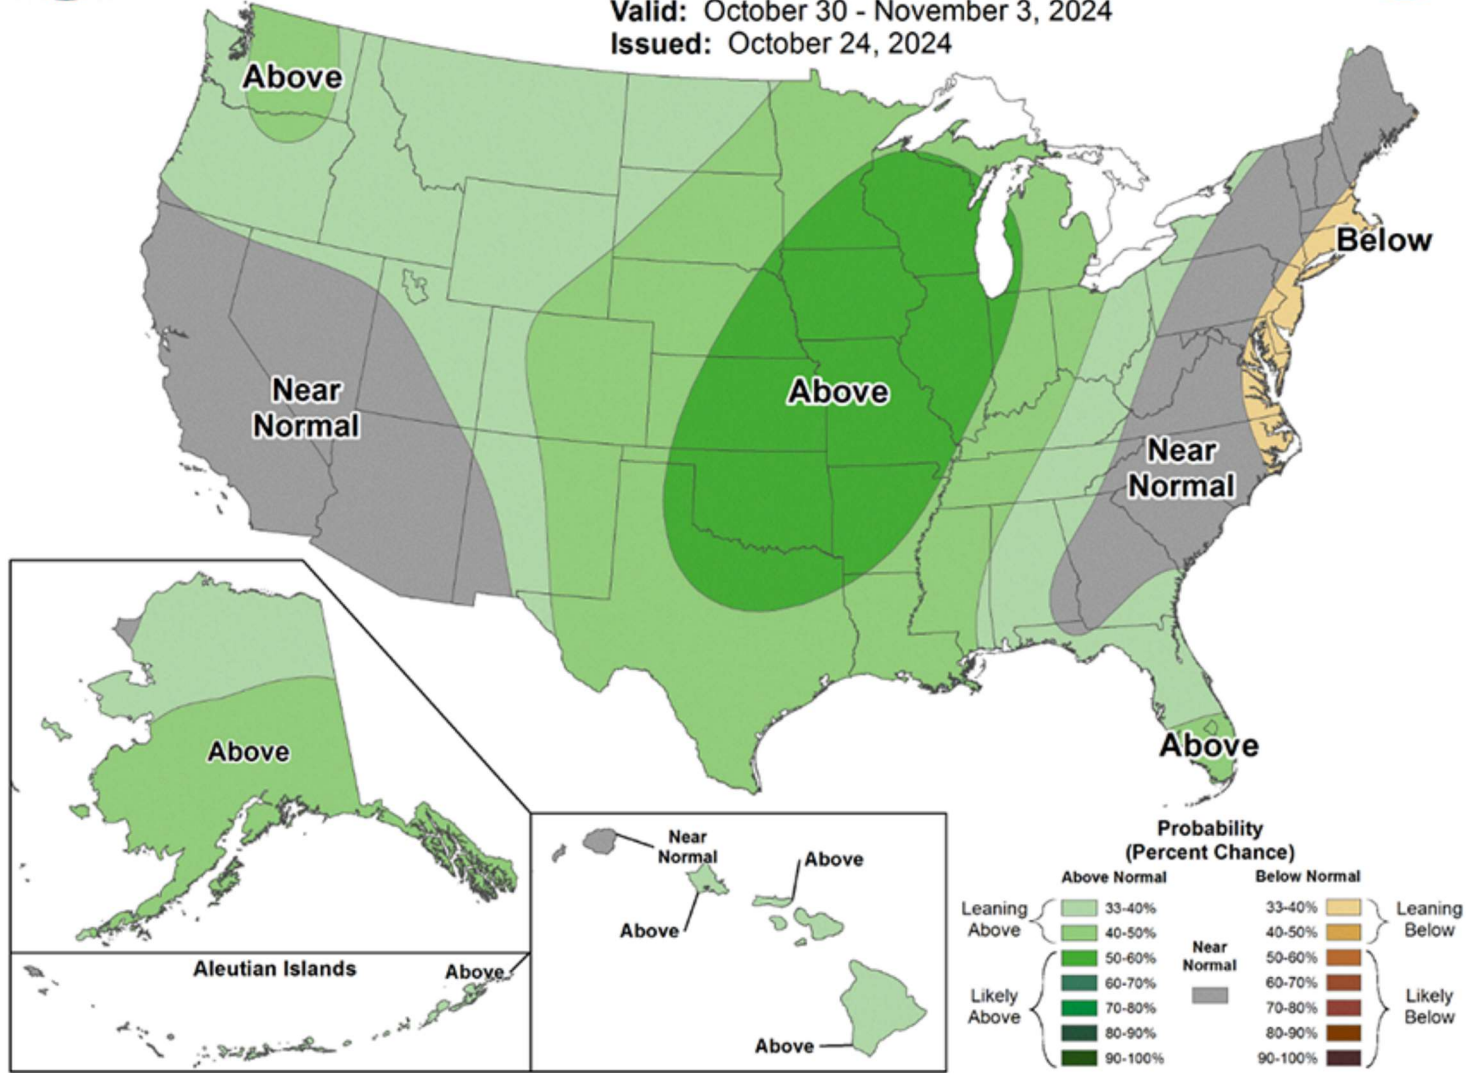 Valid: October 30 - November 3, 2024
Issued: October 24, 2024
Above
Below
Near
Normal
Above
Near
Normal
Above
Above
Near
Normal
Above
Above
Above
Aleutian Islands
Above
Probability
(Percent Chance)
Above Normal
Below Normal
Leaning
Above
33-40%
40-50%
Likely
Above
50-60%
60-70%
70-80%
80-90%
90-100%
Near
Normal
33-40%
40-50%
Leaning
Below
50-60%
60-70%
70-80%
80-90%
90-100%
Likely
Below